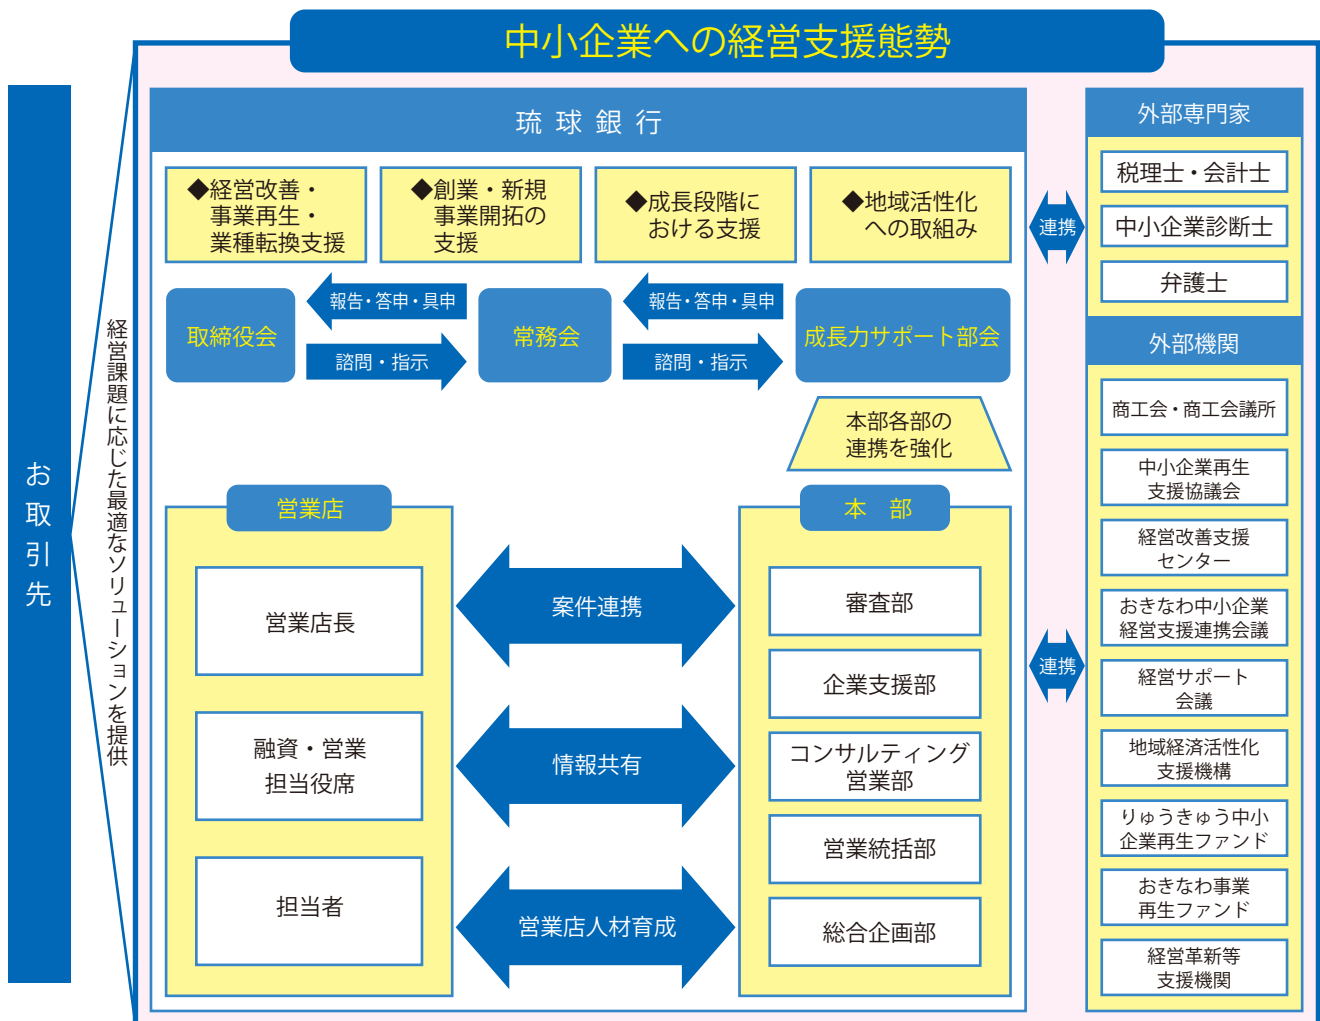 中小企業への経営支援態勢
お取引先
経営課題に応じた最適なソリューションを提供
琉球銀行
◆経営改善・
事業再生・
業種転換支援
◆創業・新規
事業開拓の
支援
◆成長段階に
おける支援
◆地域活性化
への取組み
取締役会
報告・答申・具申
諮問・指示
常務会
報告・答申・具申
諮問・指示
成長力サポート部会
本部各部の
連携を強化
営業店
営業店長
融資・営業
担当役席
担当者
案件連携
情報共有
営業店人材育成
本 部
審査部
企業支援部
コンサルティング
営業部
営業統括部
総合企画部
連携
連携
外部専門家
税理士・会計士
中小企業診断士
弁護士
外部機関
商工会・商工会議所
中小企業再生
支援協議会
経営改善支援
センター
おきなわ中小企業
経営支援連携会議
経営サポート
会議
地域経済活性化
支援機構
りゅうきゅう中小
企業再生ファンド
おきなわ事業
再生ファンド
経営革新等
支援機関